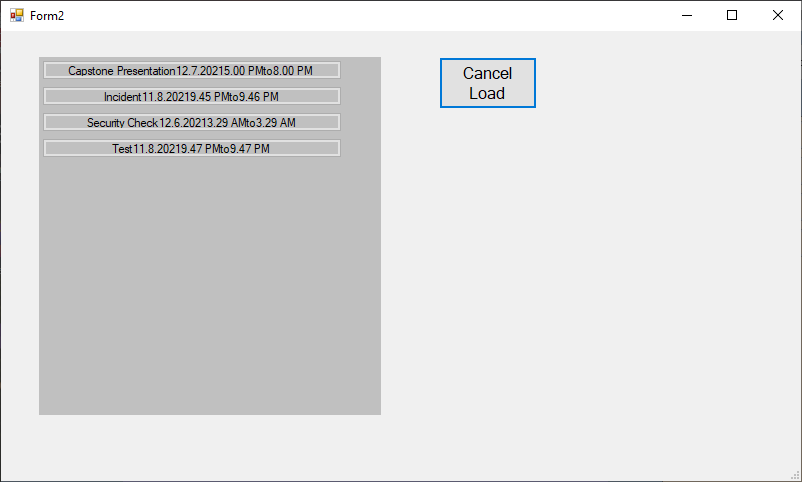 Form2
Capstone Presentation12.7.20215.00 PMto8.00 PM
Incident11.8.20219.45 PMto9.46 PM
Security Check12.6.20213.29 AMto3.29 AM
Test11.8.20219.47 PMto9.47 PM
Cancel
Load